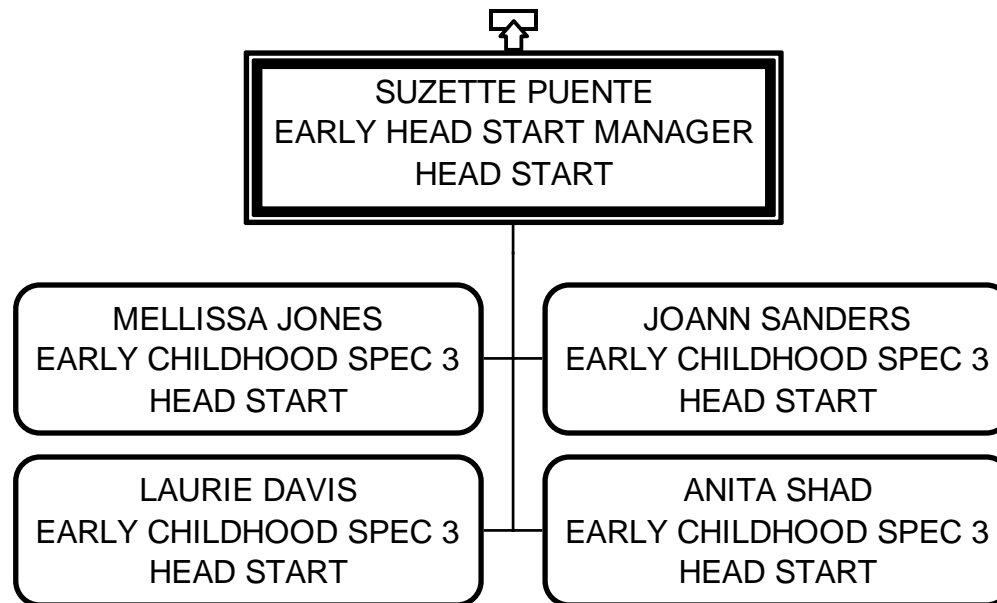 SUZETTE PUENTE
EARLY HEAD START MANAGER
HEAD START
MELLISSA JONES
EARLY CHILDHOOD SPEC 3
HEAD START
JOANN SANDERS
EARLY CHILDHOOD SPEC 3
HEAD START
LAURIE DAVIS
EARLY CHILDHOOD SPEC 3
HEAD START
ANITA SHAD
EARLY CHILDHOOD SPEC 3
HEAD START